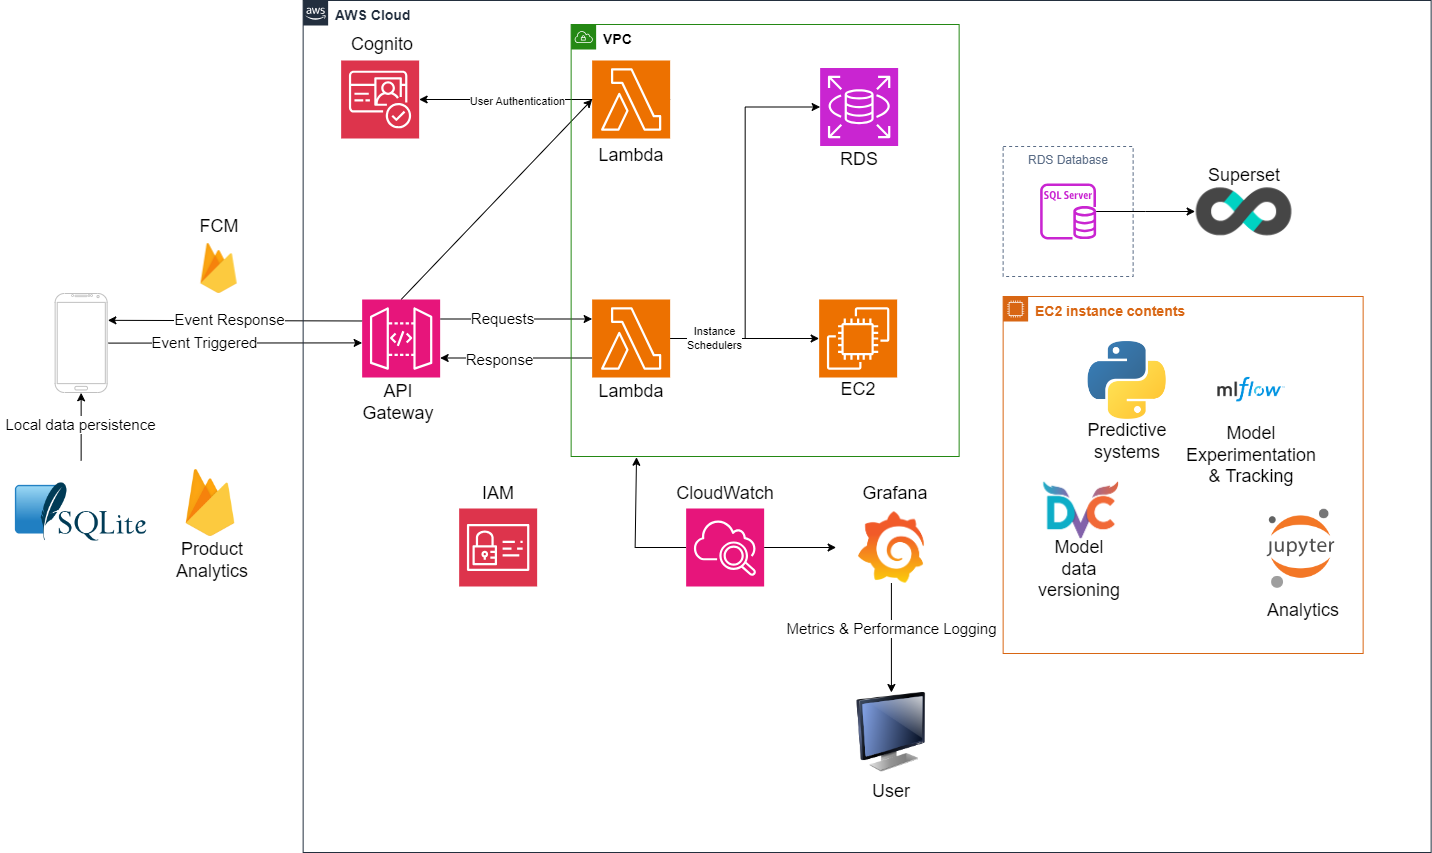 aws
AWS Cloud
Cognito
VPC
User Authentication
Lambda
RDS
RDS Database
SQL Server
Superset
FCM
Event Response
Event Triggered
Requests
Response
API
Gateway
Instance
Schedulers
Lambda
EC2
EC2 instance contents
Predictive
systems
mlflow
Model
Experimentation
& Tracking
DVC
Model
data
versioning
jupyter
Analytics
Local data persistence
SQLite
Product
Analytics
IAM
CloudWatch
Grafana
Metrics & Performance Logging
User